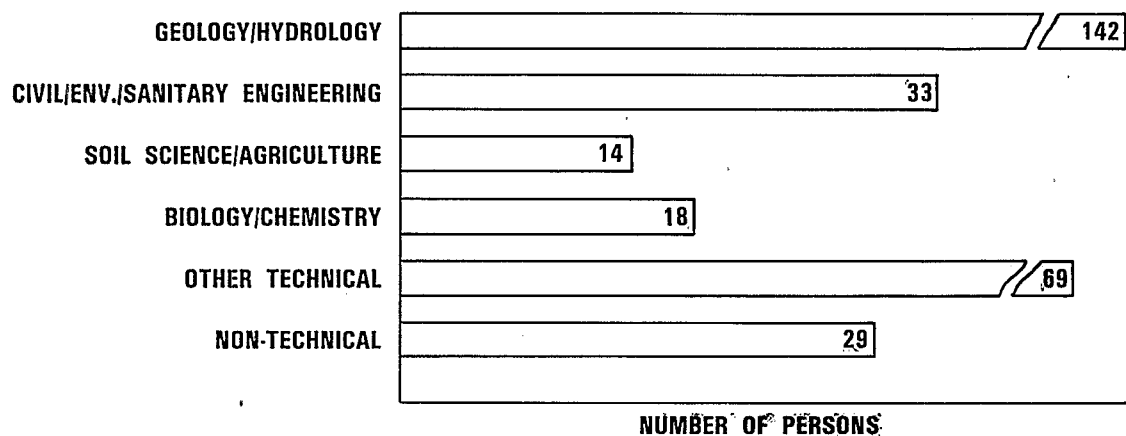 GEOLOGY/HYDROLOGY 142
CIVIL/ENV./SANITARY ENGINEERING 33
SOIL SCIENCE/AGRICULTURE 14
BIOLOGY/CHEMISTRY 18
OTHER TECHNICAL 69
NON-TECHNICAL 29
NUMBER OF PERSONS